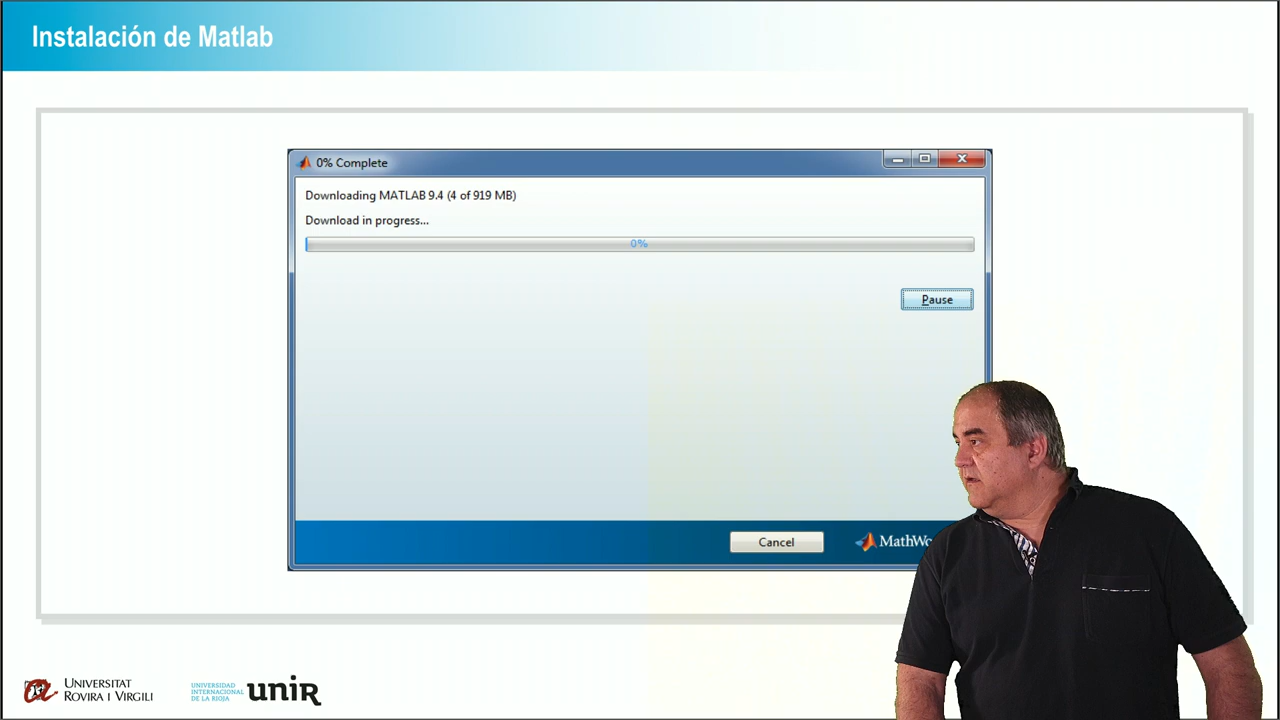 Instalación de Matlab
0% Complete
Downloading MATLAB 9.4 (4 of 919 MB)
Download in progress...
0%
Pause
Cancel
UNIVERSITAT
ROVIRA I VIRGILI
UNIVERSIDAD
INTERNACIONAL
DE LA RIOJA
unir